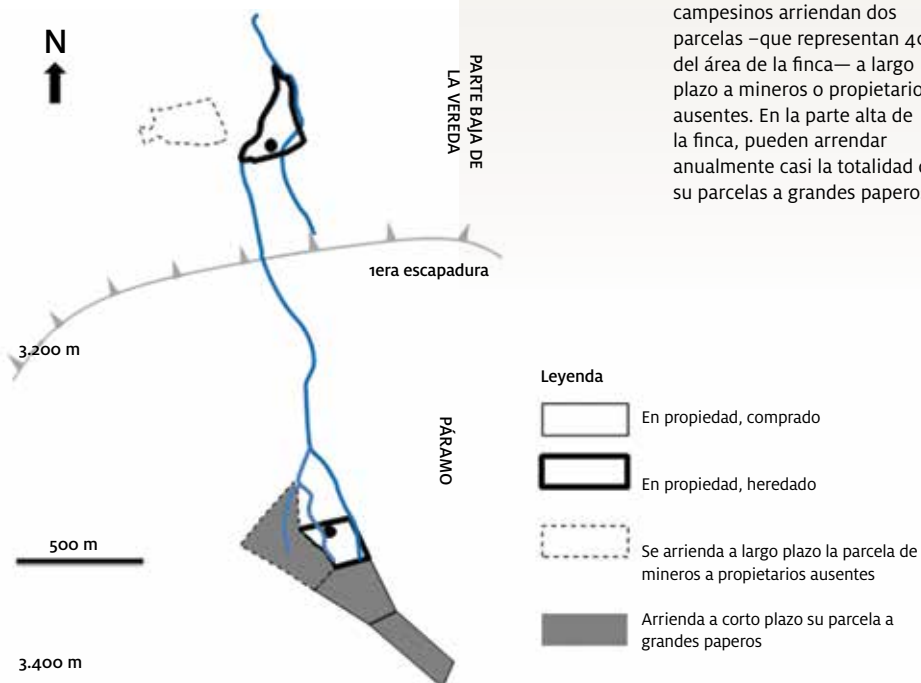 campesinos arriendan dos
parcelas –que representan
del área de la finca— a largo
plazo a mineros o
ausentes. En la parte alta de
la finca, pueden arrendar
anualmente casi la totalidad
su parcelas a grandes
N
PARTE BAJA DE
LA VEREDA
1era escapadura
3.200 m
PÁRAMO
500 m
3.400 m
Leyenda
En propiedad, comprado
En propiedad, heredado
Se arrienda a largo plazo la parcela de
mineros a propietarios ausentes
Arrienda a corto plazo su parcela a
grandes paperos